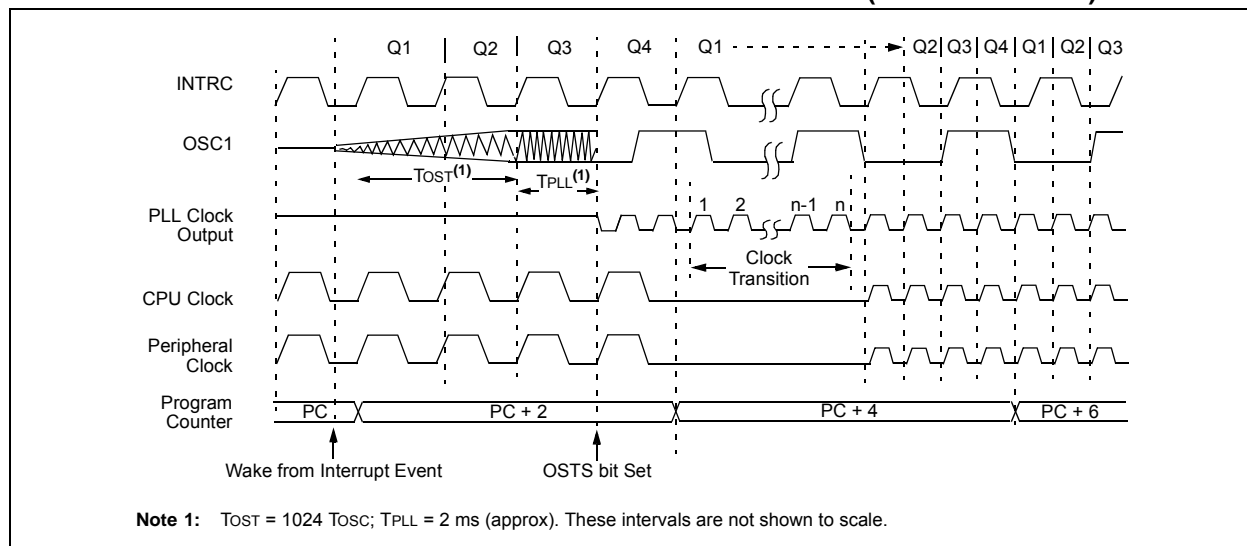 Q1 Q2 Q3 Q4 Q1 Q2 Q3 Q4 Q1 Q2 Q3
INTRC
OSC1
TOST(1) TPLL(1)
1 2 n-1 n
PLL Clock
Output
Clock
Transition
CPU Clock
Peripheral
Clock
Program
Counter
PC PC + 2 PC + 4 PC + 6
Wake from Interrupt Event OSTS bit Set
Note 1: TOST = 1024 TOSC; TPLL = 2 ms (approx). These intervals are not shown to scale.